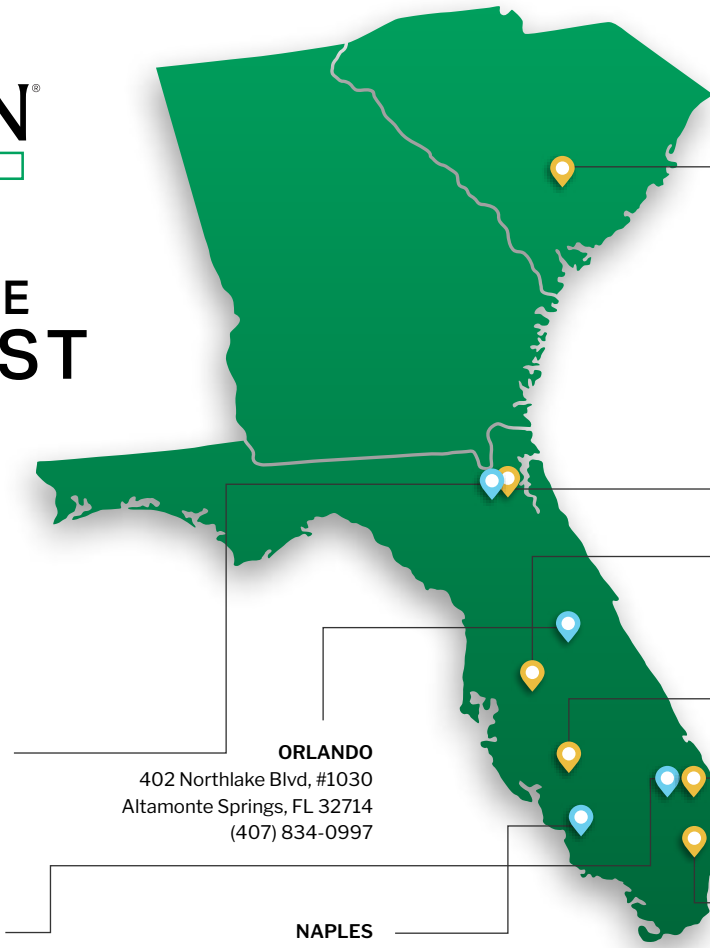 N®
E
ST
ORLANDO
402 Northlake Blvd, #1030
Altamonte Springs, FL 32714
(407) 834-0997
NAPLES